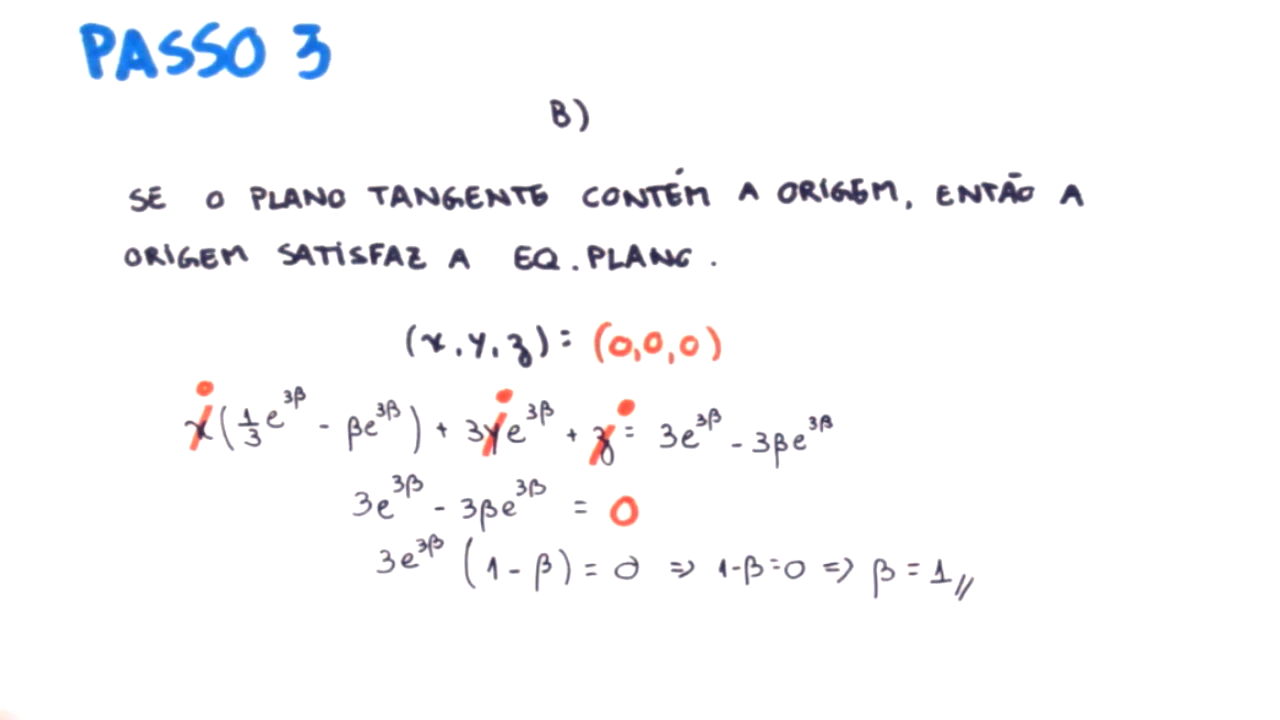 PASSO 3
B)
SE O PLANO TANGENTE CONTÉM A ORIGEM, ENTÃO A
ORIGEM SATISFAZ A EQ. PLANO.
(x, y, z) = (0,0,0)
x(1/3 e^{3β} - βe^{3β}) + 3ye^{3β} + z = 3e^{3β} - 3βe^{3β}
3e^{3β} - 3βe^{3β} = 0
3e^{3β} (1 - β) = 0 => 1-β=0 => β = 1//